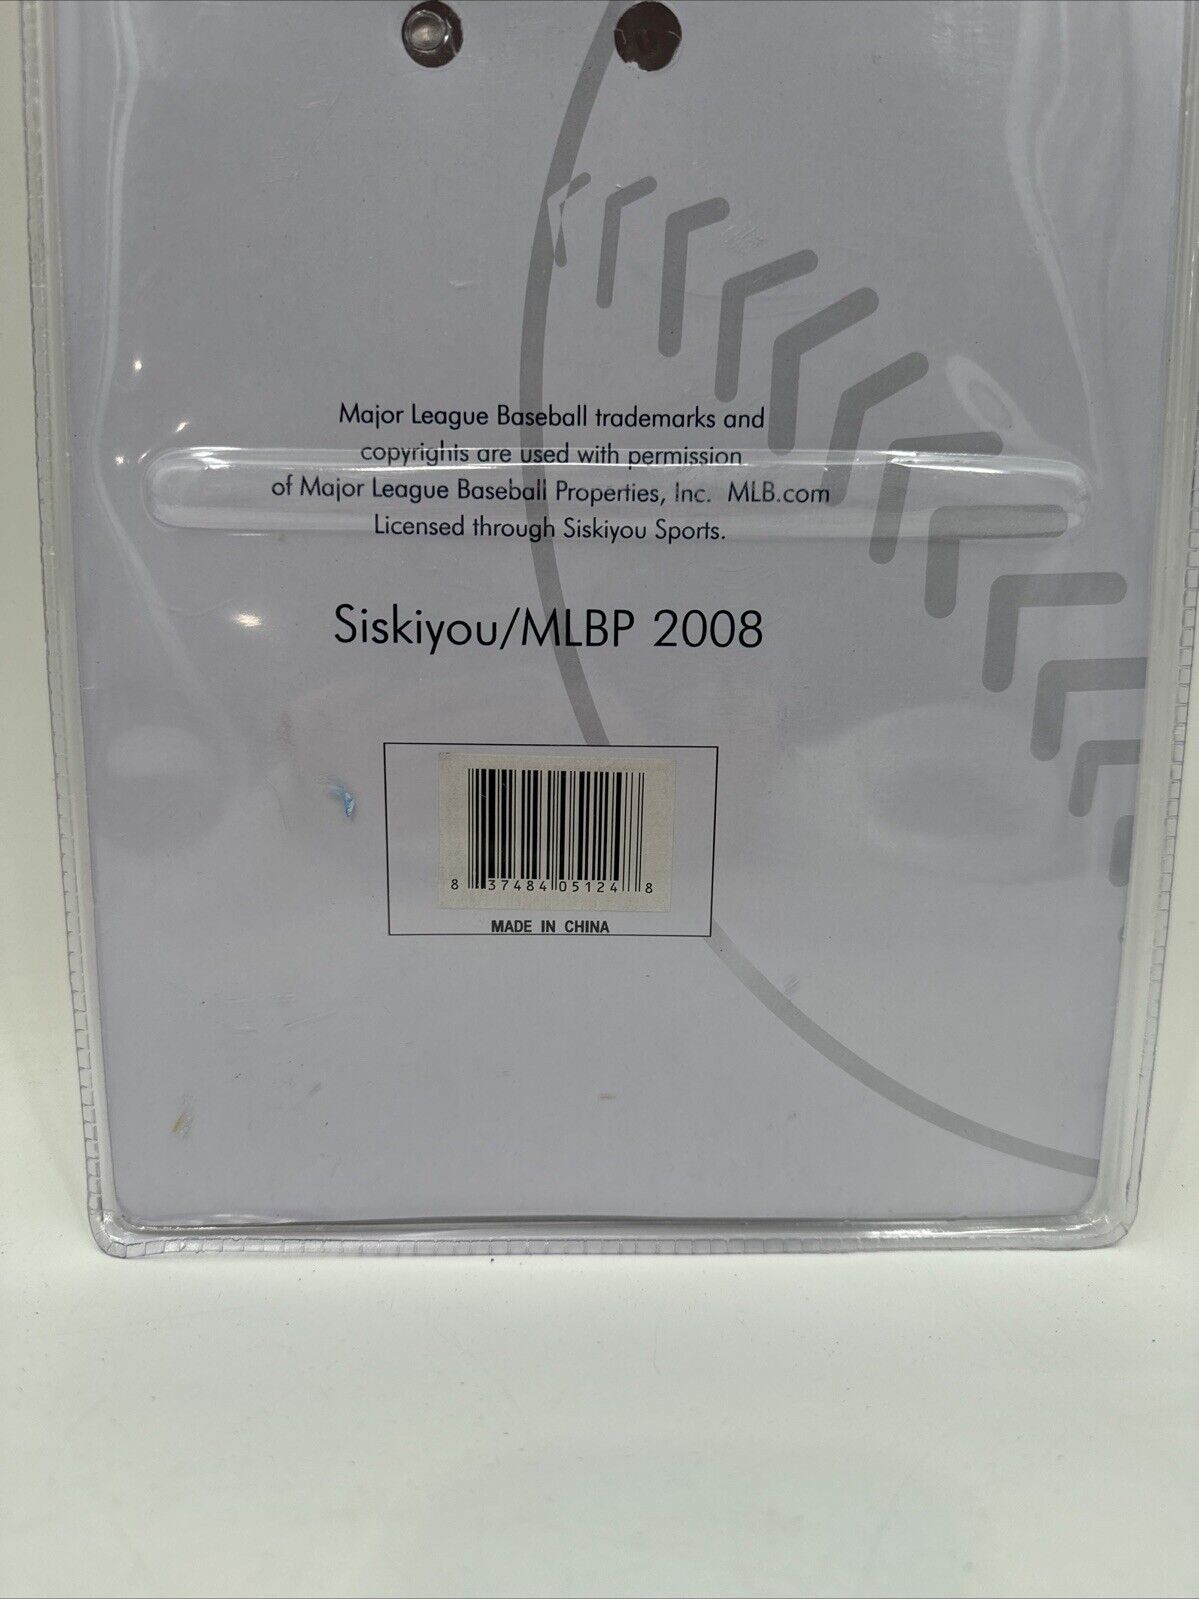 Major League Baseball trademarks and
copyrights are used with permission
of Major League Baseball Properties, Inc. MLB.com
Licensed through Siskiyou Sports.
Siskiyou/MLBP 2008
8 37484 05124 8
MADE IN CHINA